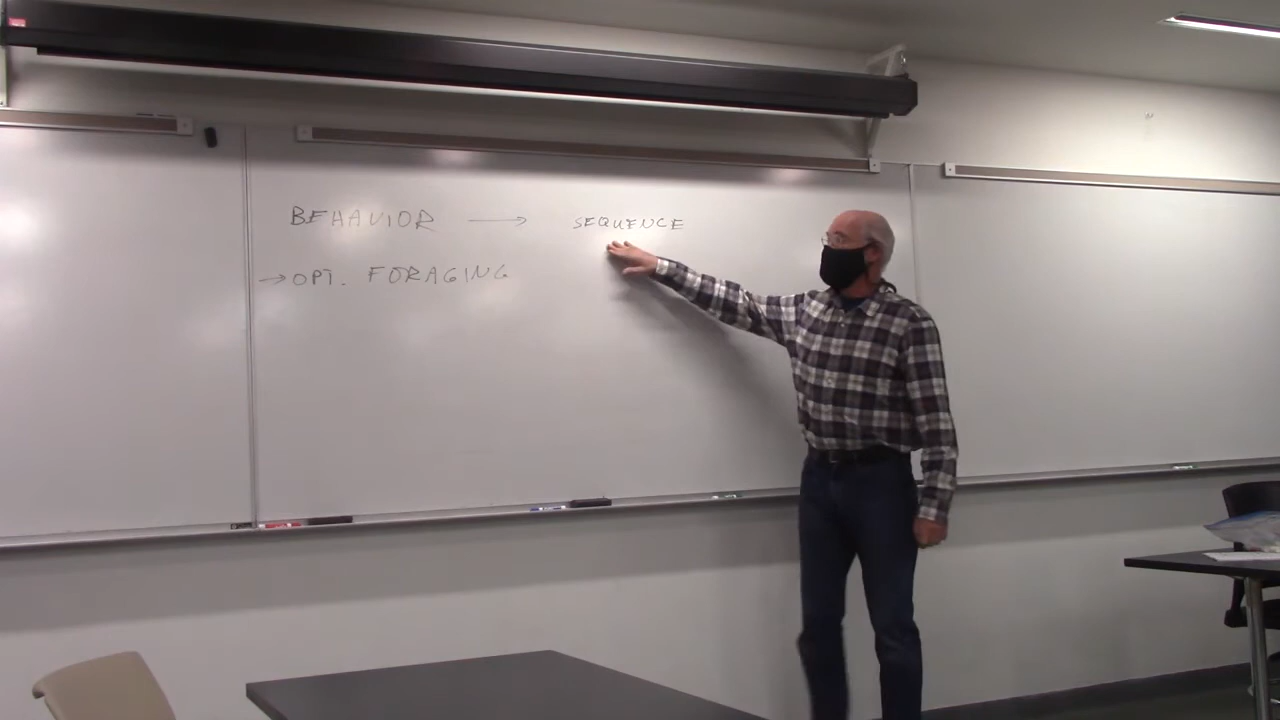 BEHAVIOR → SEQUENCE
→ OPT. FORAGING